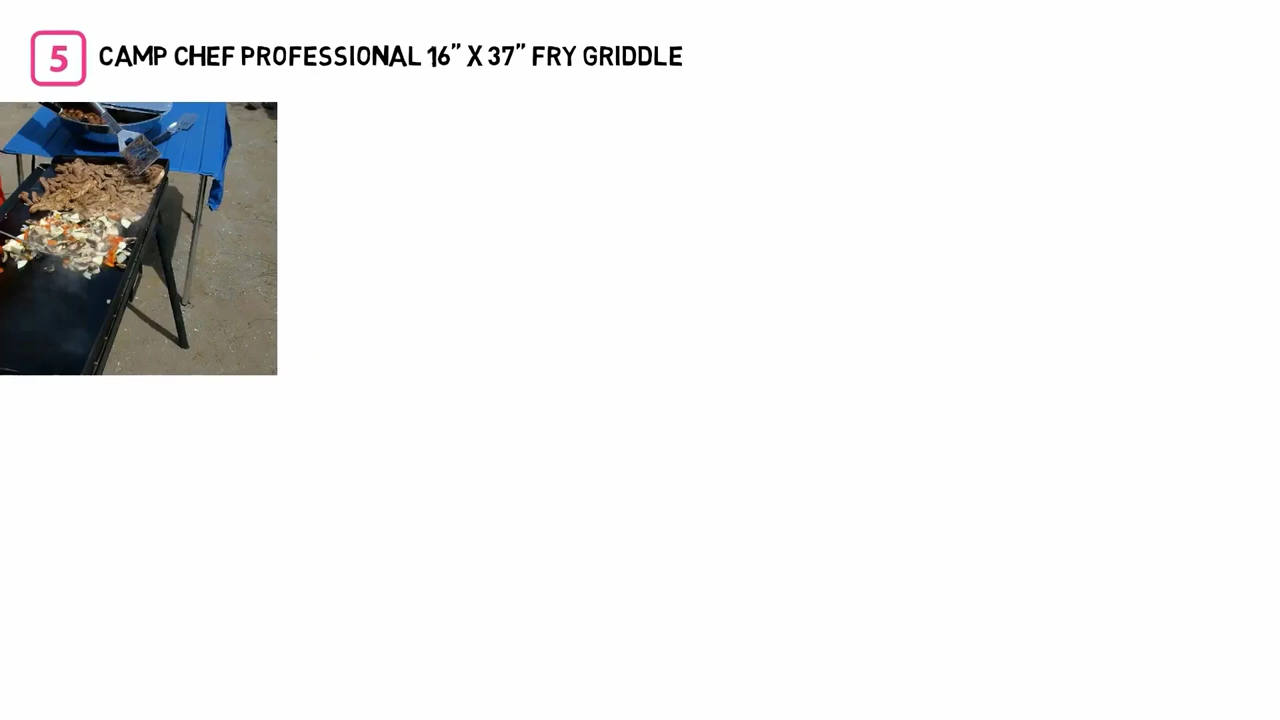 5 CAMP CHEF PROFESSIONAL 16” X 37” FRY GRIDDLE